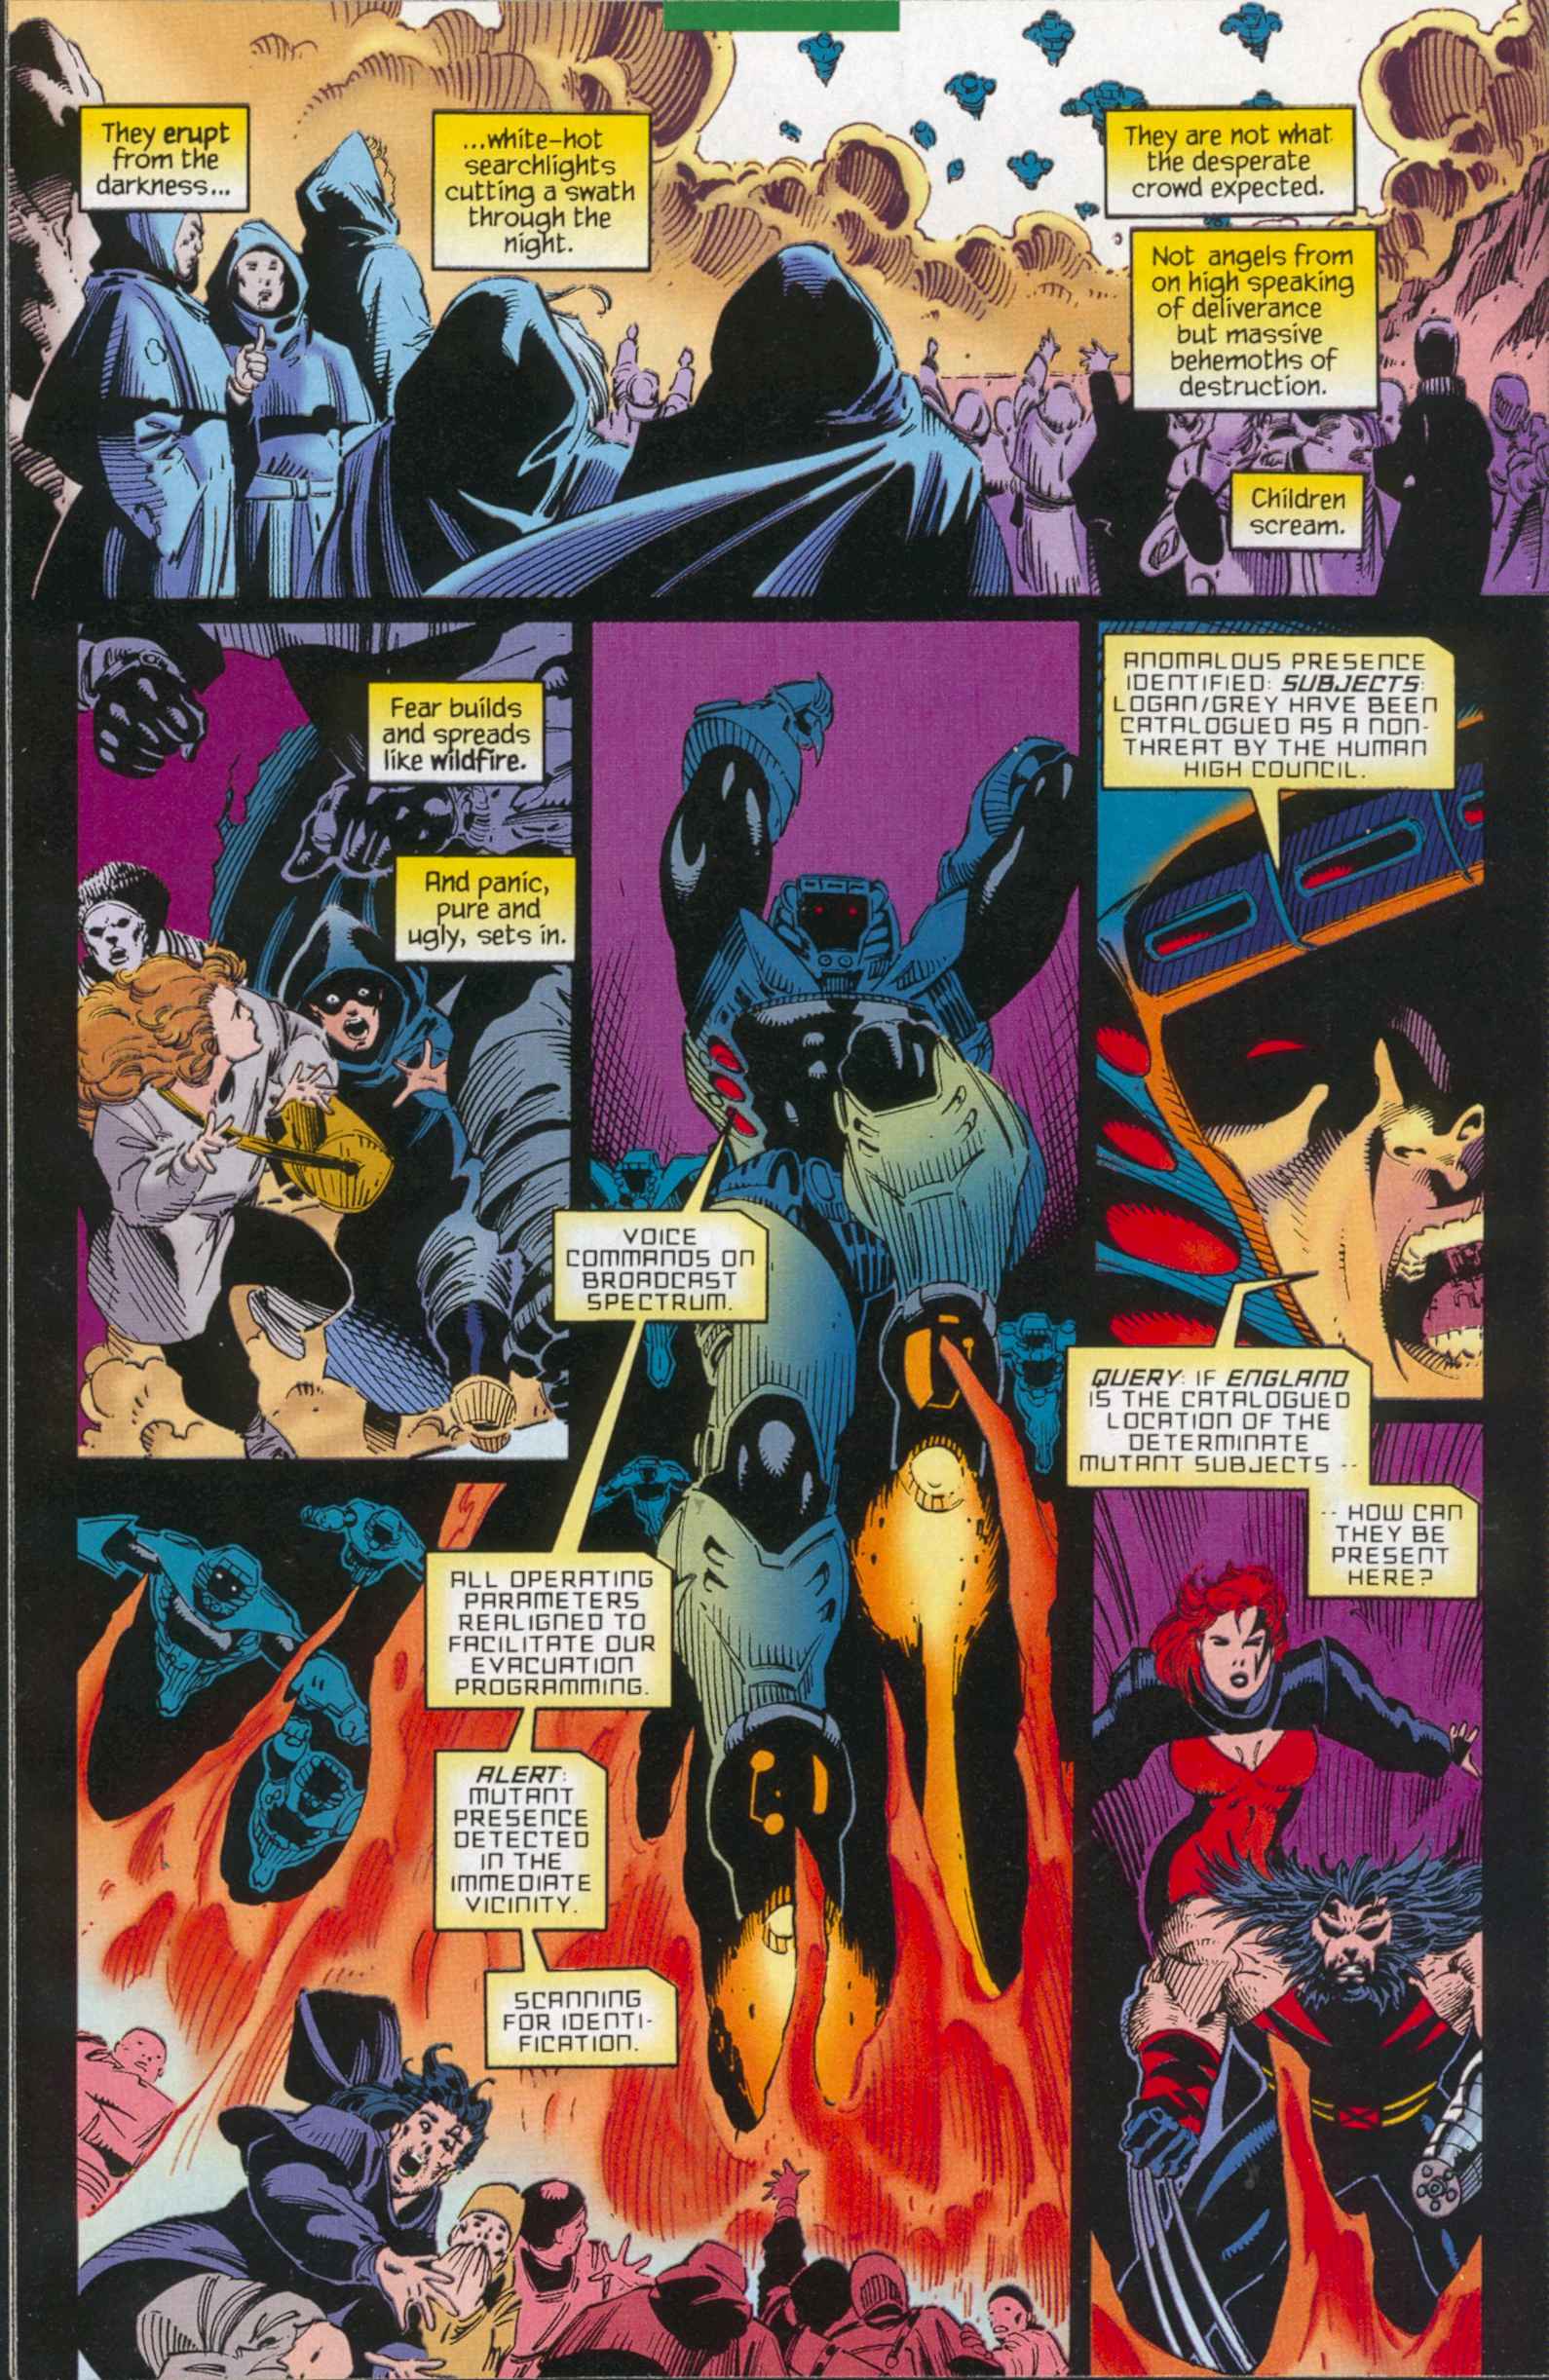 They erupt
from the
darkness...
...white-hot
searchlights
cutting a swath
through the
night.
They are not what
the desperate
crowd expected.
Not angels from
on high speaking
of deliverance
but massive
behemoths of
destruction.
Children
scream.
Fear builds
and spreads
like wildfire.
And panic,
pure and
ugly, sets in.
VOICE
COMMANDS ON
BROADCAST
SPECTRUM.
ALL OPERATING
PARAMETERS
REALIGNED TO
FACILITATE OUR
EVACUATION
PROGRAMMING.
ALERT:
MUTANT
PRESENCE
DETECTED
IN THE
IMMEDIATE
VICINITY.
SCANNING
FOR IDENTI-
FICATION.
ANOMALOUS PRESENCE
IDENTIFIED: SUBJECTS:
LOGAN/GREY HAVE BEEN
CATALOGUED AS A NON-
THREAT BY THE HUMAN
HIGH COUNCIL.
QUERY: IF ENGLAND
IS THE CATALOGUED
LOCATION OF THE
DETERMINATE
MUTANT SUBJECTS --
-- HOW CAN
THEY BE
PRESENT
HERE?